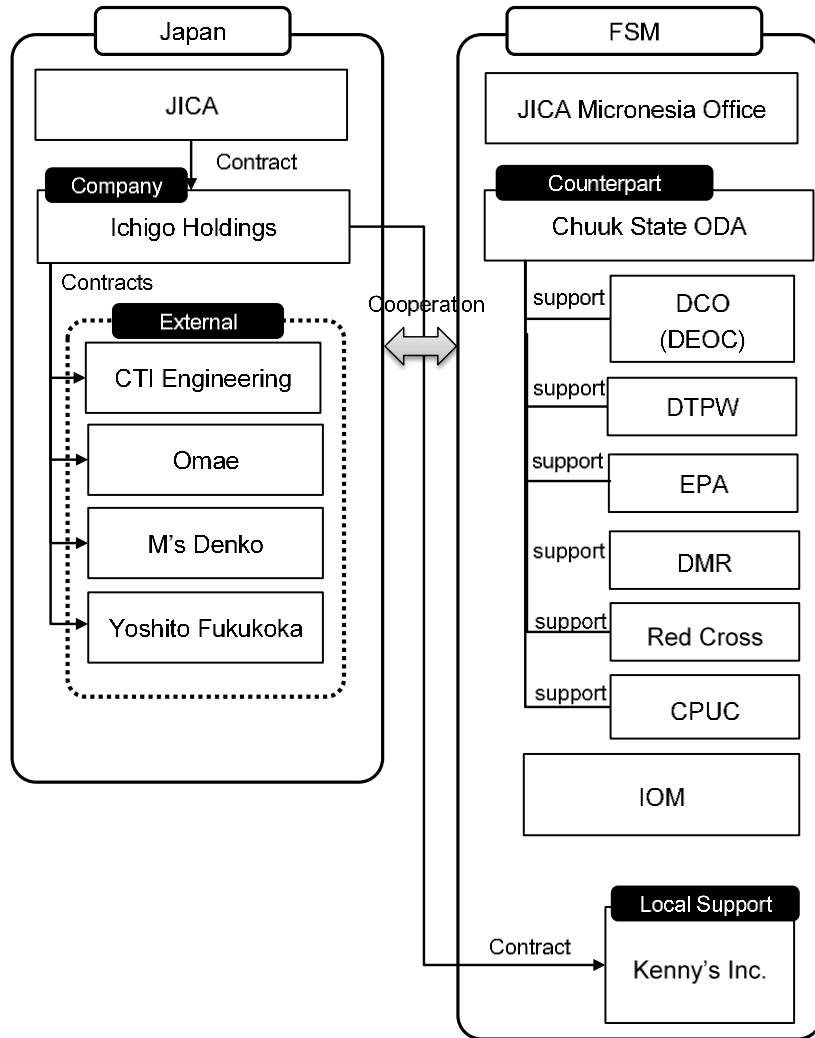 Japan
JICA
Contract
Company
Ichigo Holdings
Contracts
External
CTI Engineering
Omae
M's Denko
Yoshito Fukukoka
Cooperation
FSM
JICA Micronesia Office
Counterpart
Chuuk State ODA
support
DCO
(DEOC)
support
DTPW
support
EPA
support
DMR
support
Red Cross
support
CPUC
IOM
Local Support
Contract
Kenny's Inc.